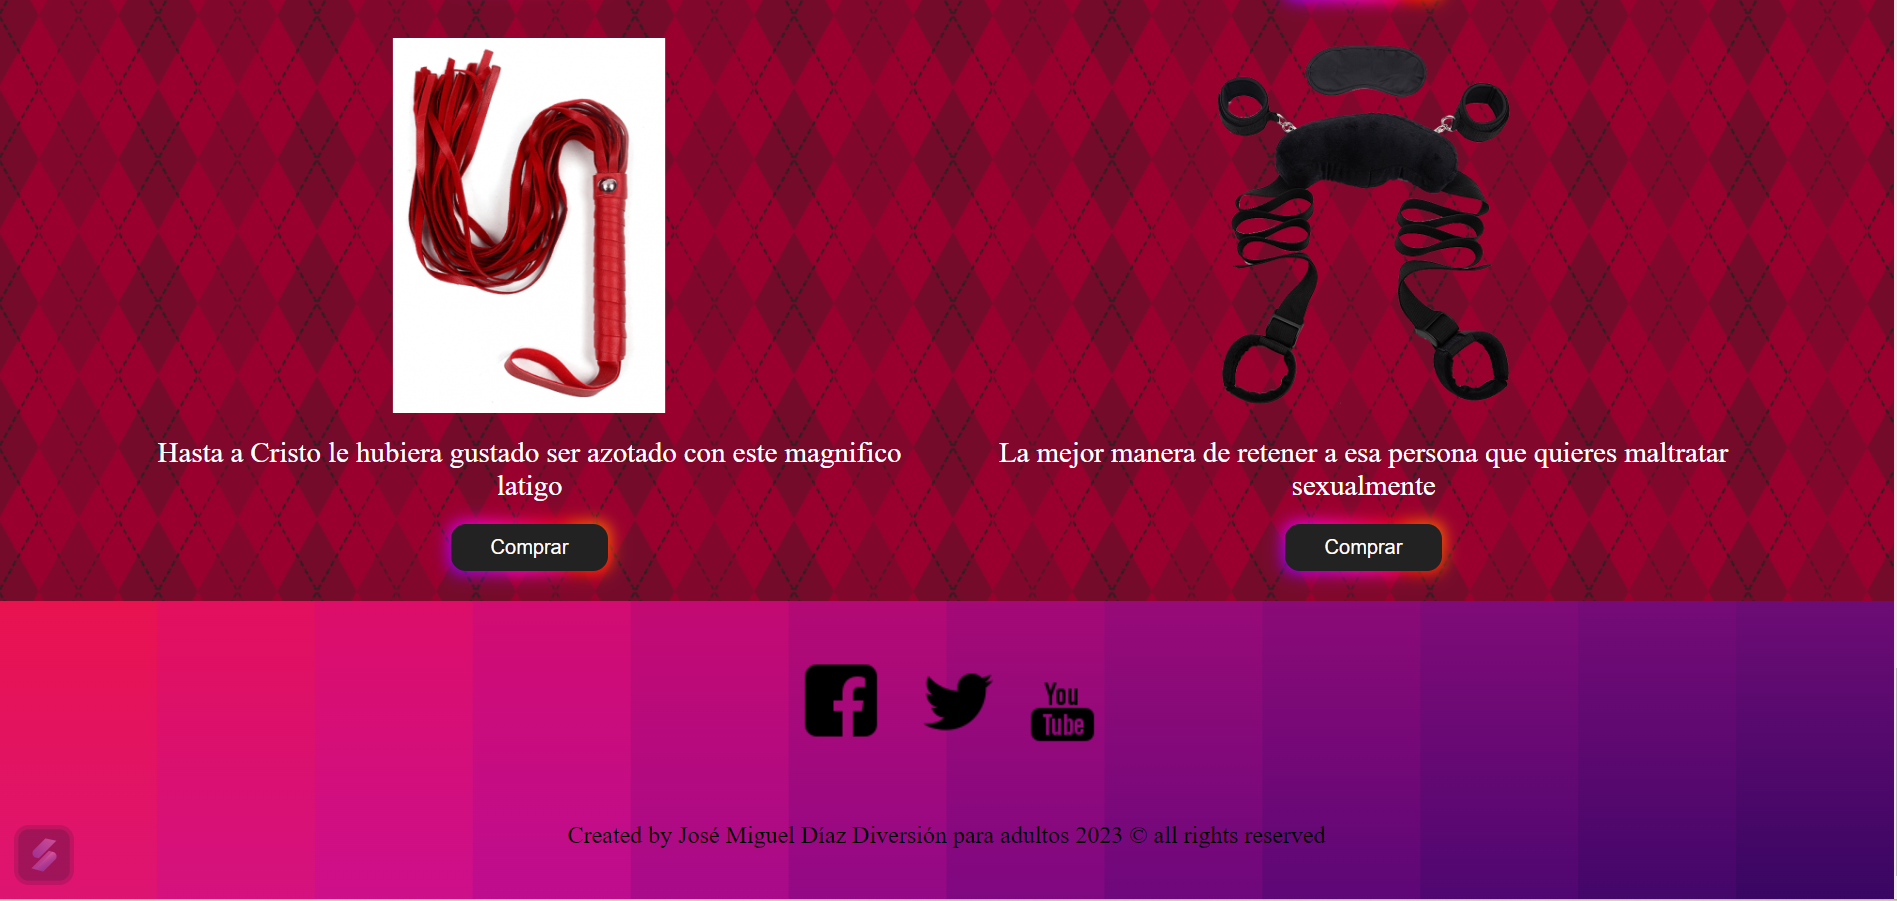 Hasta a Cristo le hubiera gustado ser azotado con este magnifico
latigo
Comprar
La mejor manera de retener a esa persona que quieres maltratar
sexualmente
Comprar
You
Tube
Created by José Miguel Díaz Diversión para adultos 2023 © all rights reserved